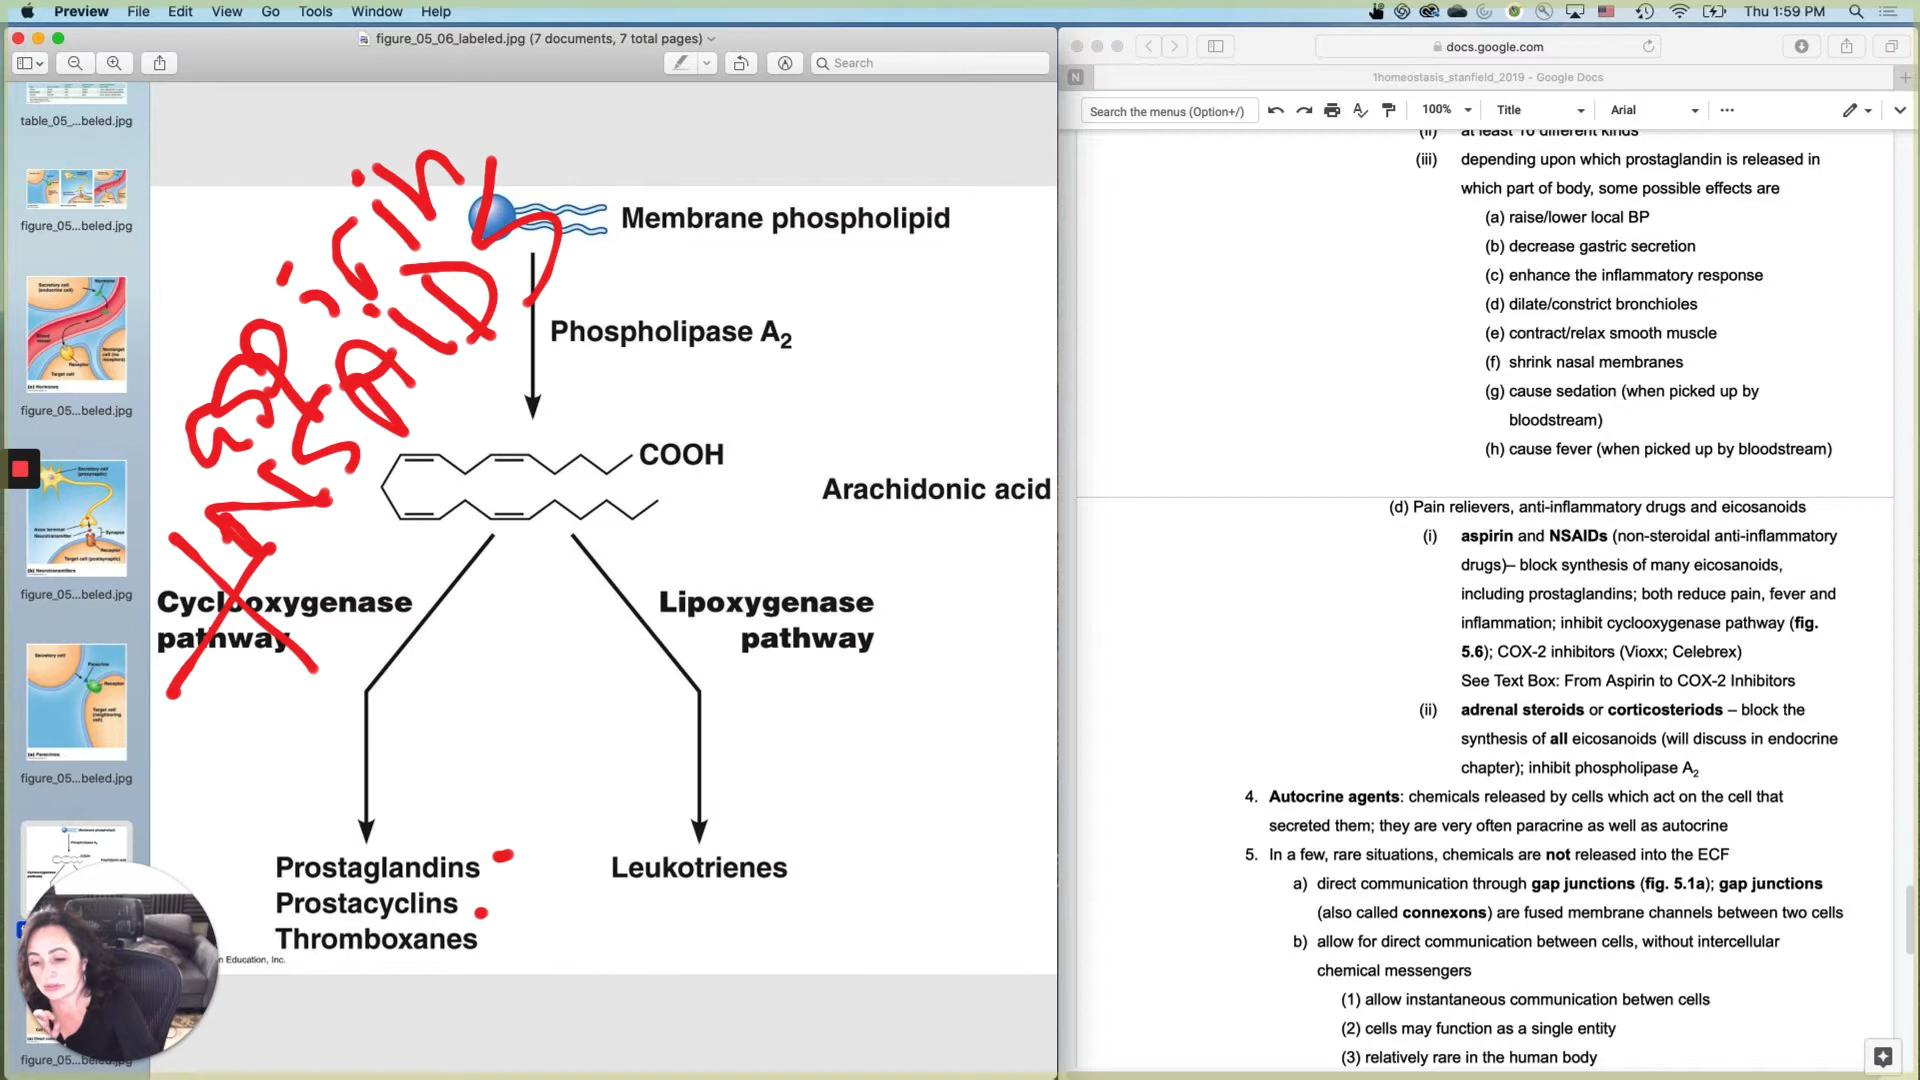 Preview File Edit View Go Tools Window Help
Thu 1:59 PM
figure_05_06_labeled.jpg (7 documents, 7 total pages)
Search
table_05_...beled.jpg
figure_05...beled.jpg
figure_05...beled.jpg
figure_05...beled.jpg
figure_05...beled.jpg
figure_05...beled.jpg
aspirin
NSAIDS
Membrane phospholipid
Phospholipase A2
COOH
Arachidonic acid
Cyclooxygenase
pathway
Lipoxygenase
pathway
Prostaglandins
Prostacyclins
Thromboxanes
Leukotrienes
n Education, Inc.
docs.google.com
N
1homeostasis_stanfield_2019 - Google Docs
Search the menus (Option+/)
100%
Title
Arial
(ii) at least 16 different kinds
(iii) depending upon which prostaglandin is released in
which part of body, some possible effects are
(a) raise/lower local BP
(b) decrease gastric secretion
(c) enhance the inflammatory response
(d) dilate/constrict bronchioles
(e) contract/relax smooth muscle
(f) shrink nasal membranes
(g) cause sedation (when picked up by
bloodstream)
(h) cause fever (when picked up by bloodstream)
(d) Pain relievers, anti-inflammatory drugs and eicosanoids
(i) aspirin and NSAIDs (non-steroidal anti-inflammatory
drugs)– block synthesis of many eicosanoids,
including prostaglandins; both reduce pain, fever and
inflammation; inhibit cyclooxygenase pathway (fig.
5.6); COX-2 inhibitors (Vioxx; Celebrex)
See Text Box: From Aspirin to COX-2 Inhibitors
(ii) adrenal steroids or corticosteriods – block the
synthesis of all eicosanoids (will discuss in endocrine
chapter); inhibit phospholipase A2
4. Autocrine agents: chemicals released by cells which act on the cell that
secreted them; they are very often paracrine as well as autocrine
5. In a few, rare situations, chemicals are not released into the ECF
a) direct communication through gap junctions (fig. 5.1a); gap junctions
(also called connexons) are fused membrane channels between two cells
b) allow for direct communication between cells, without intercellular
chemical messengers
(1) allow instantaneous communication betwen cells
(2) cells may function as a single entity
(3) relatively rare in the human body